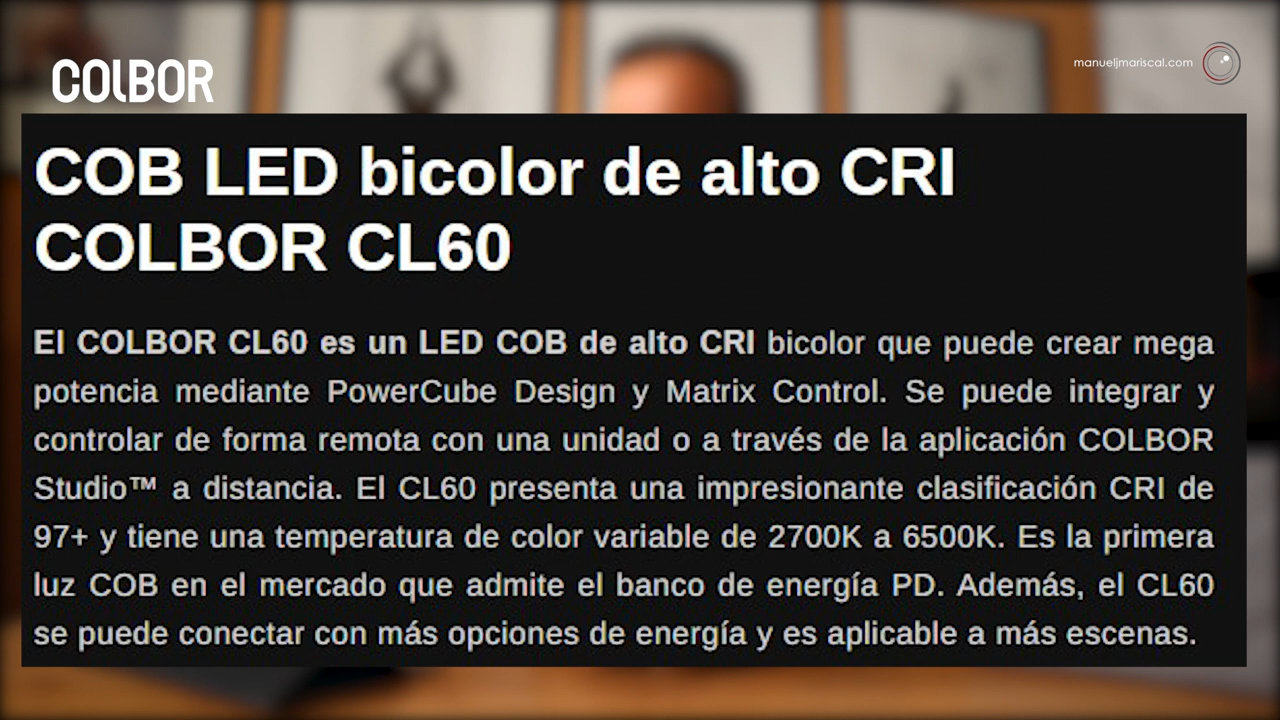 COLBOR
manueljmariscal.com
COB LED bicolor de alto CRI
COLBOR CL60
El COLBOR CL60 es un LED COB de alto CRI bicolor que puede crear mega
potencia mediante PowerCube Design y Matrix Control. Se puede integrar y
controlar de forma remota con una unidad o a través de la aplicación COLBOR
Studio™ a distancia. El CL60 presenta una impresionante clasificación CRI de
97+ y tiene una temperatura de color variable de 2700K a 6500K. Es la primera
luz COB en el mercado que admite el banco de energía PD. Además, el CL60
se puede conectar con más opciones de energía y es aplicable a más escenas.